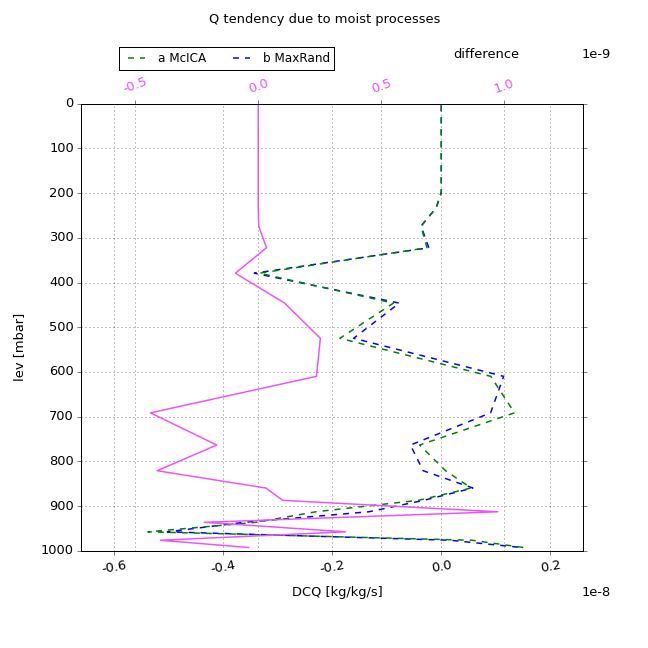 Q tendency due to moist processes
a McICA b MaxRand
difference 1e-9
-0.5 0.0 0.5 1.0
0
100
200
300
400
500
600
700
800
900
1000
lev [mbar]
-0.6 -0.4 -0.2 0.0 0.2
DCQ [kg/kg/s] 1e-8